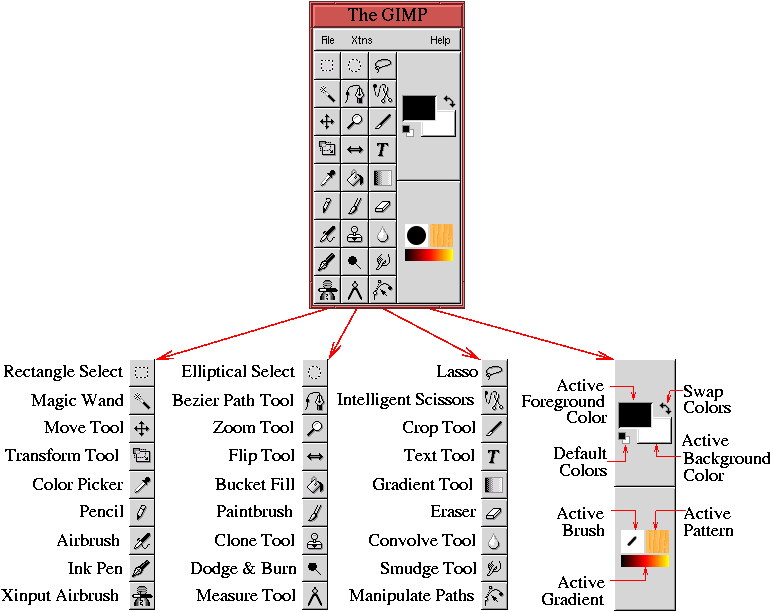 The GIMP
File Xtns Help
Rectangle Select
Magic Wand
Move Tool
Transform Tool
Color Picker
Pencil
Airbrush
Ink Pen
Xinput Airbrush
Elliptical Select
Bezier Path Tool
Zoom Tool
Flip Tool
Bucket Fill
Paintbrush
Clone Tool
Dodge & Burn
Measure Tool
Lasso
Intelligent Scissors
Crop Tool
Text Tool
Gradient Tool
Eraser
Convolve Tool
Smudge Tool
Manipulate Paths
Active
Foreground
Color
Swap
Colors
Default
Colors
Active
Background
Color
Active
Brush
Active
Pattern
Active
Gradient